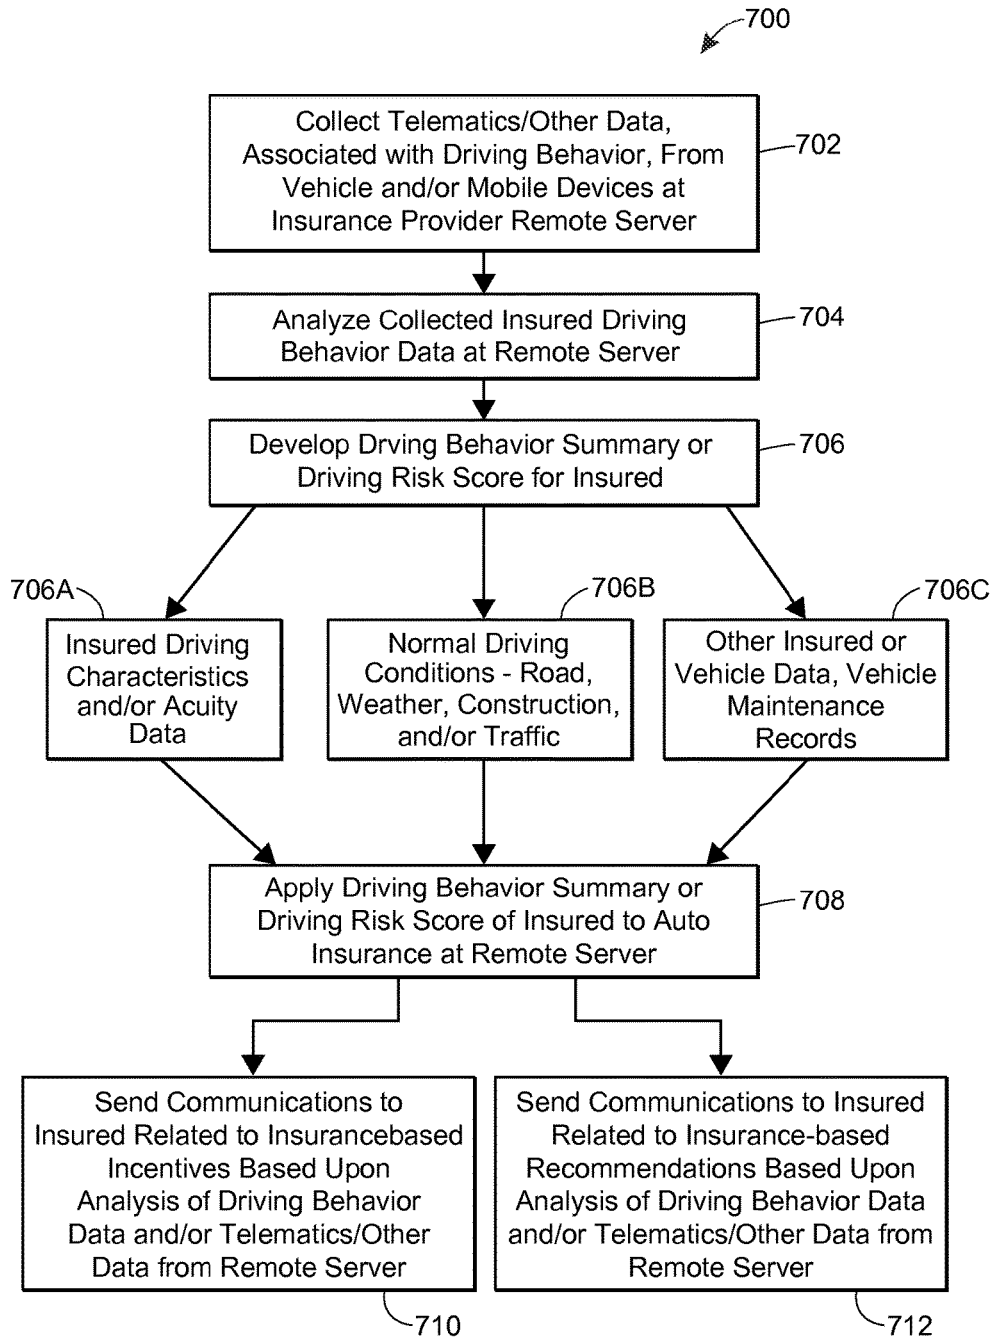 700
Collect Telematics/Other Data,
Associated with Driving Behavior, From
Vehicle and/or Mobile Devices at
Insurance Provider Remote Server
702
Analyze Collected Insured Driving
Behavior Data at Remote Server
704
Develop Drving Behavior Summary or
Driving Risk Score for Insured
706
706A
Insured Driving
Characteristics
and/or Acuity
Data
706B
Normal Driving
Conditions - Road,
Weather, Construction,
and/or Traffic
706C
Other Insured or
Vehicle Data, Vehicle
Maintenance
Records
Apply Driving Behavior Summary or
Driving Risk Score of Insured to Auto
Insurance at Remote Server
708
Send Communications to
Insured Related to Insurancebased
Incentives Based Upon
Analysis of Driving Behavior
Data and/or Telematics/Other
Data from Remote Server
710
Send Communications to Insured
Related to Insurance-based
Recommendations Based Upon
Analysis of Driving Behavior Data
and/or Telematics/Other Data from
Remote Server
712